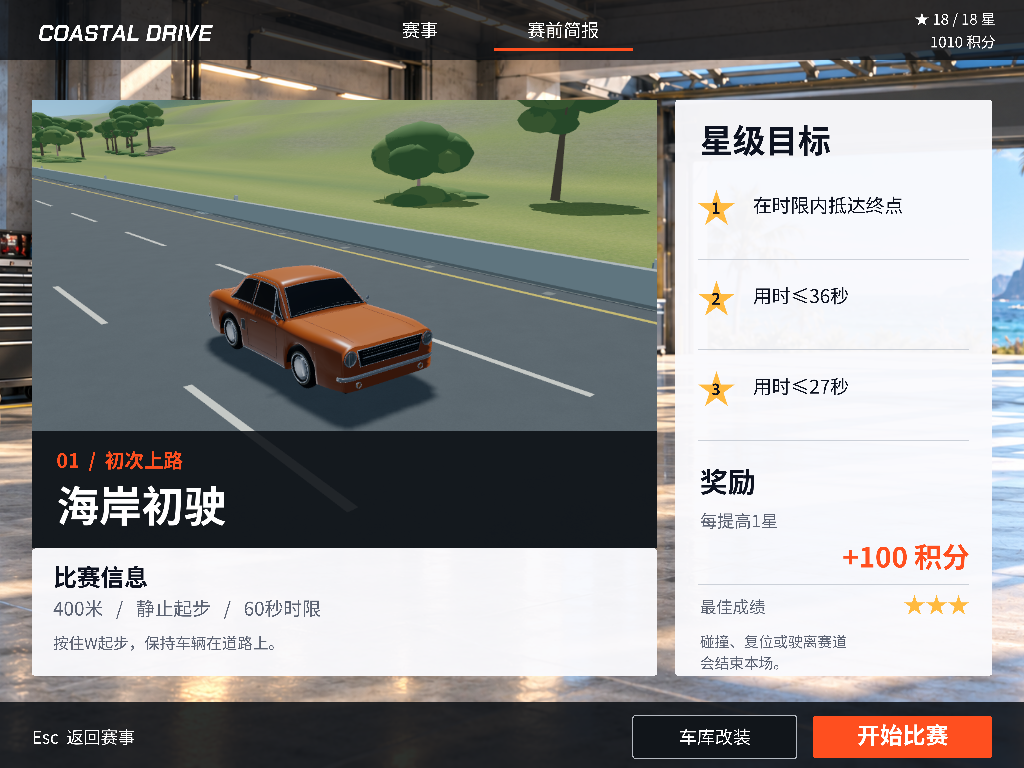 COASTAL DRIVE
赛事
赛前简报
★ 18 / 18 星
1010 积分
01 / 初次上路
海岸初驶
比赛信息
400米 / 静止起步 / 60秒时限
按住W起步，保持车辆在道路上。
星级目标
1 在时限内抵达终点
2 用时≤36秒
3 用时≤27秒
奖励
每提高1星
+100 积分
最佳成绩 ★★★
碰撞、复位或驶离赛道
会结束本场。
Esc 返回赛事
车库改装
开始比赛